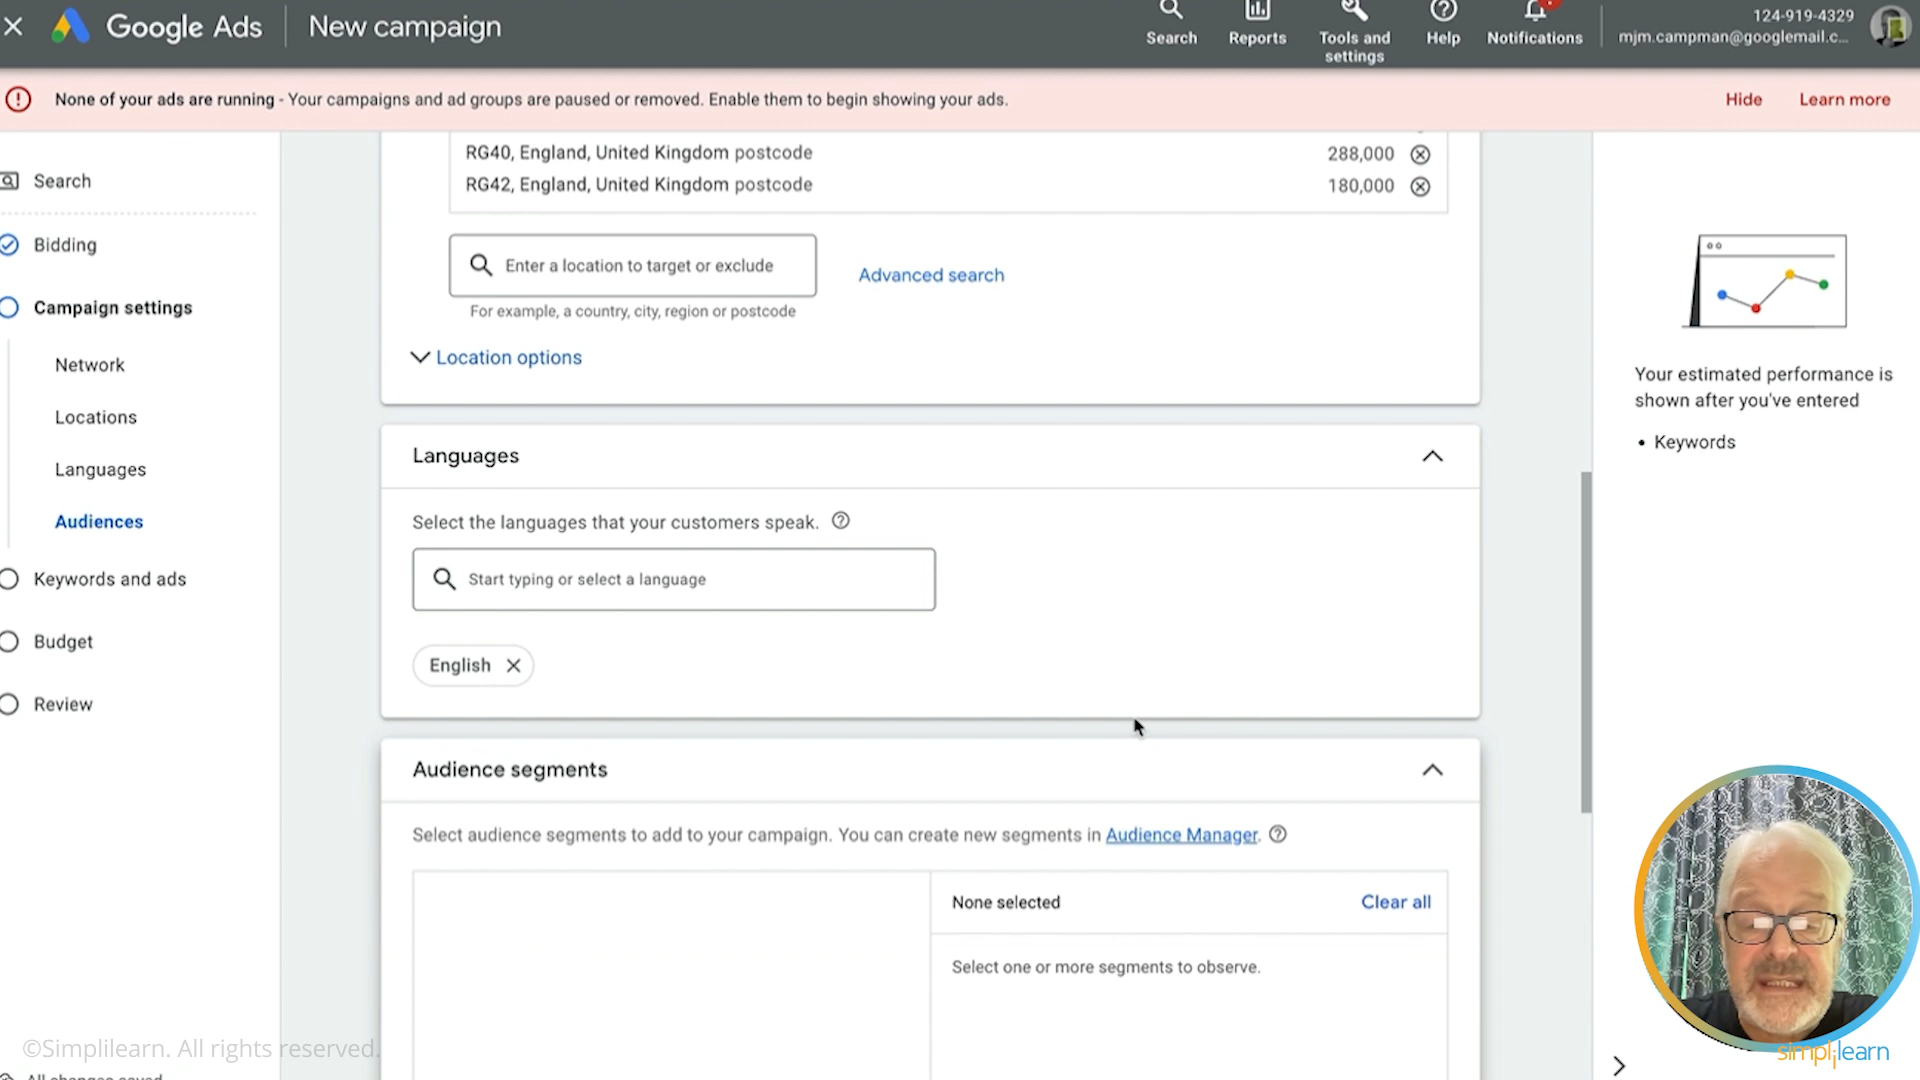 Google Ads
New campaign
Search
Reports
Tools and
settings
Help
Notifications
124-919-4329
mjm.campman@googlemail.c...
None of your ads are running - Your campaigns and ad groups are paused or removed. Enable them to begin showing your ads.
Hide
Learn more
Search
Bidding
Campaign settings
Network
Locations
Languages
Audiences
Keywords and ads
Budget
Review
RG40, England, United Kingdom postcode
288,000
RG42, England, United Kingdom postcode
180,000
Enter a location to target or exclude
Advanced search
For example, a country, city, region or postcode
Location options
Languages
Select the languages that your customers speak.
Start typing or select a language
English
Audience segments
Select audience segments to add to your campaign. You can create new segments in Audience Manager.
None selected
Clear all
Select one or more segments to observe.
Your estimated performance is
shown after you've entered
• Keywords
©Simplilearn. All rights reserved.
All changes saved
simplilearn